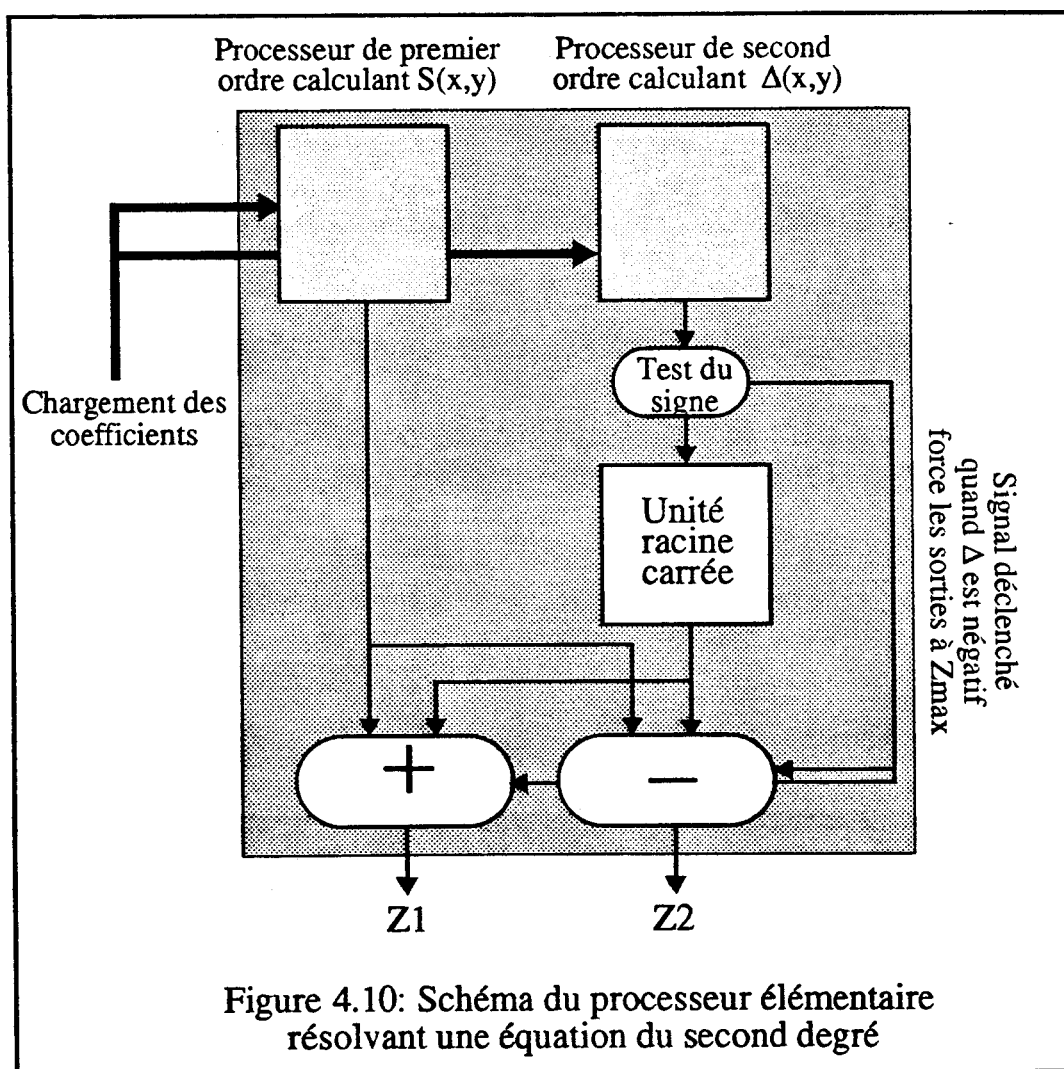 Processeur de premier
ordre calculant S(x,y)
Processeur de second
ordre calculant Δ(x,y)
Chargement des
coefficients
Test du
signe
Unité
racine
carrée
Signal déclenché
quand Δ est négatif
force les sorties à Zmax
+
−
Z1
Z2
Figure 4.10: Schéma du processeur élémentaire
résolvant une équation du second degré